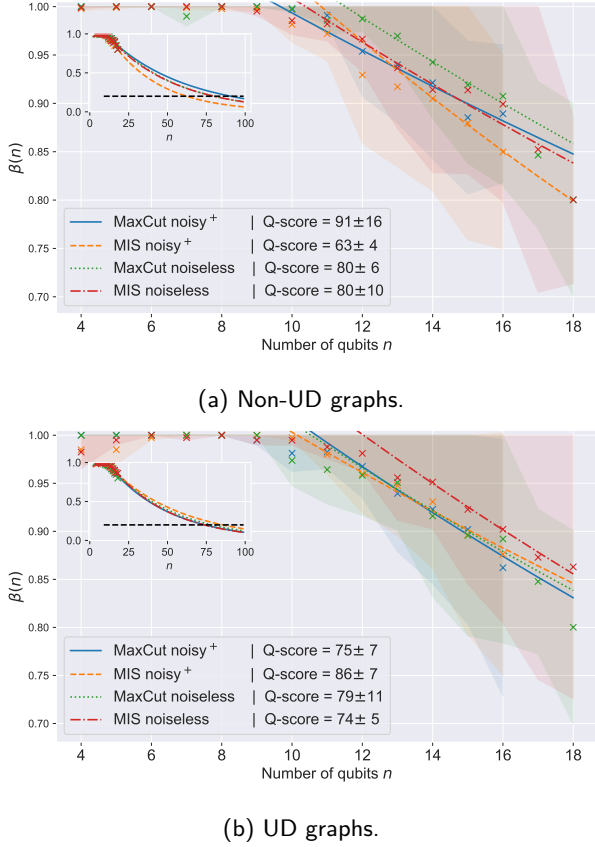 1.00
0.95
0.90
0.85
0.80
0.75
0.70
β(n)
1.0
0.5
0.0
0 25 50 75 100
n
MaxCut noisy⁺ | Q-score = 91±16
MIS noisy⁺ | Q-score = 63± 4
MaxCut noiseless | Q-score = 80± 6
MIS noiseless | Q-score = 80±10
4 6 8 10 12 14 16 18
Number of qubits n
(a) Non-UD graphs.
1.00
0.95
0.90
0.85
0.80
0.75
0.70
β(n)
1.0
0.5
0.0
0 25 50 75 100
n
MaxCut noisy⁺ | Q-score = 75± 7
MIS noisy⁺ | Q-score = 86± 7
MaxCut noiseless | Q-score = 79±11
MIS noiseless | Q-score = 74± 5
4 6 8 10 12 14 16 18
Number of qubits n
(b) UD graphs.